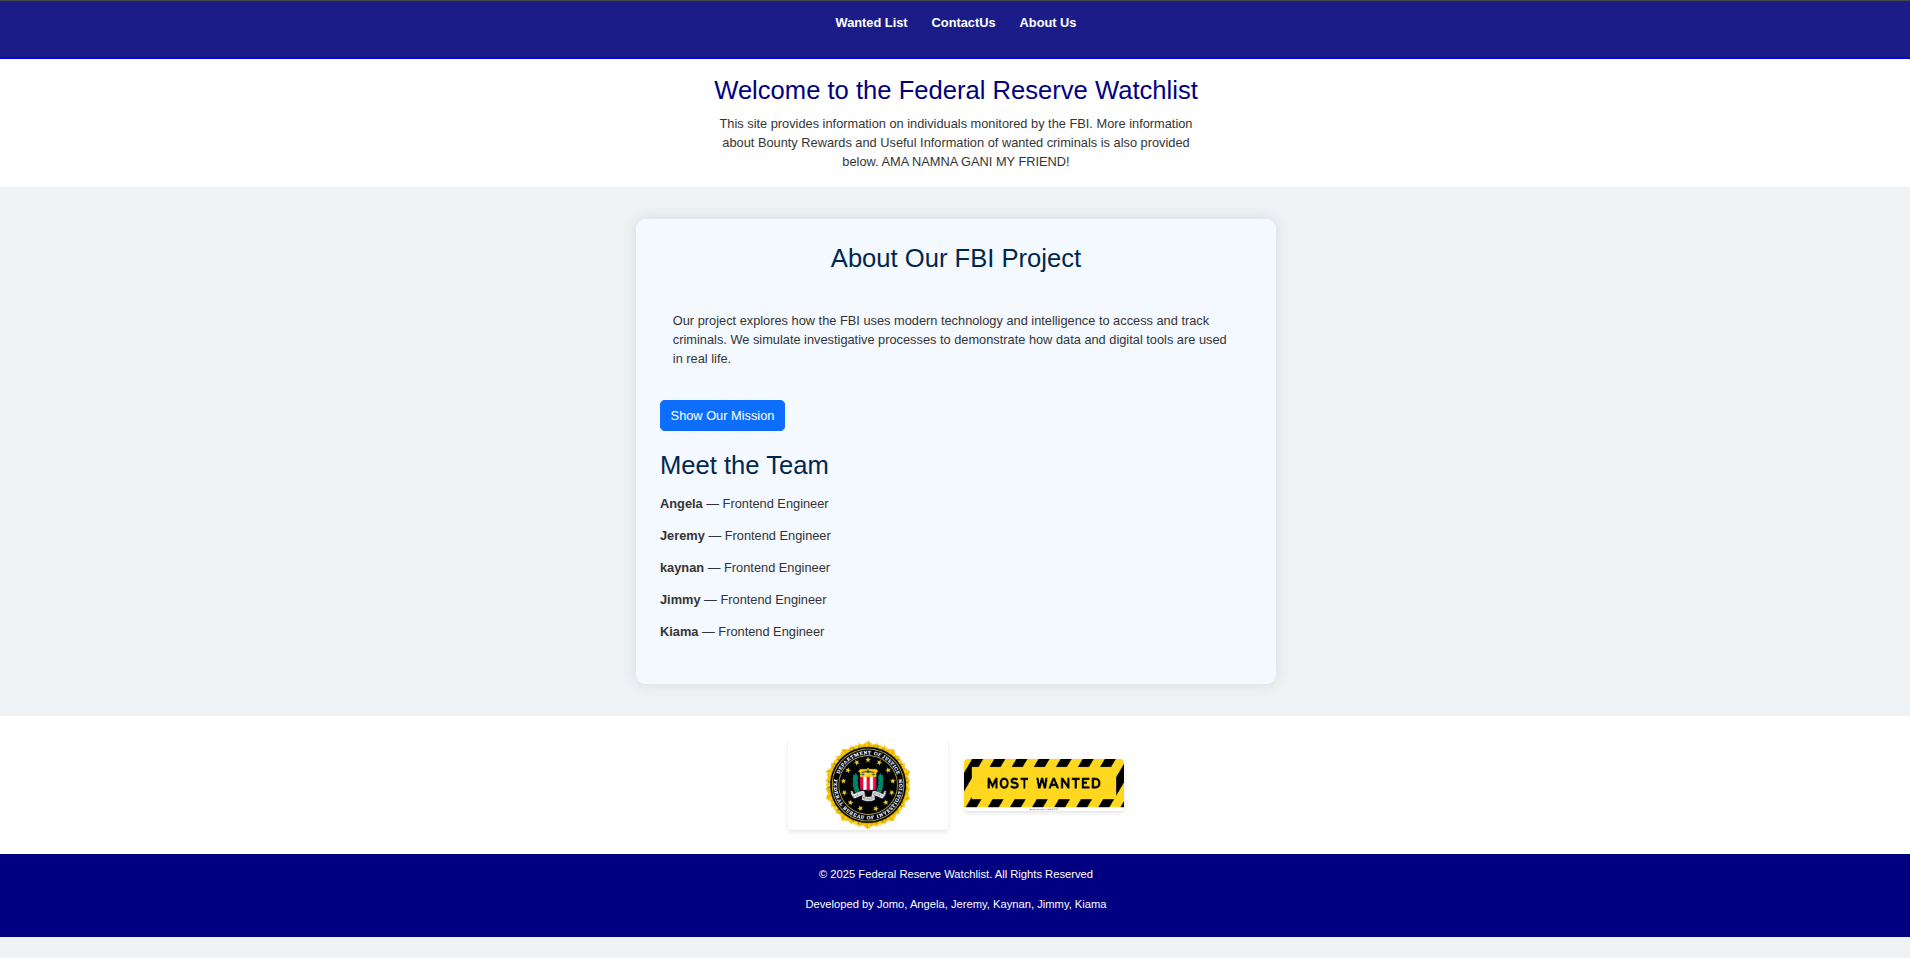 Wanted List ContactUs About Us
Welcome to the Federal Reserve Watchlist
This site provides information on individuals monitored by the FBI. More information
about Bounty Rewards and Useful Information of wanted criminals is also provided
below. AMA NAMNA GANI MY FRIEND!
About Our FBI Project
Our project explores how the FBI uses modern technology and intelligence to access and track
criminals. We simulate investigative processes to demonstrate how data and digital tools are used
in real life.
Show Our Mission
Meet the Team
Angela — Frontend Engineer
Jeremy — Frontend Engineer
kaynan — Frontend Engineer
Jimmy — Frontend Engineer
Kiama — Frontend Engineer
DEPARTMENT OF JUSTICE
FEDERAL BUREAU OF INVESTIGATION
MOST WANTED
© 2025 Federal Reserve Watchlist. All Rights Reserved
Developed by Jomo, Angela, Jeremy, Kaynan, Jimmy, Kiama